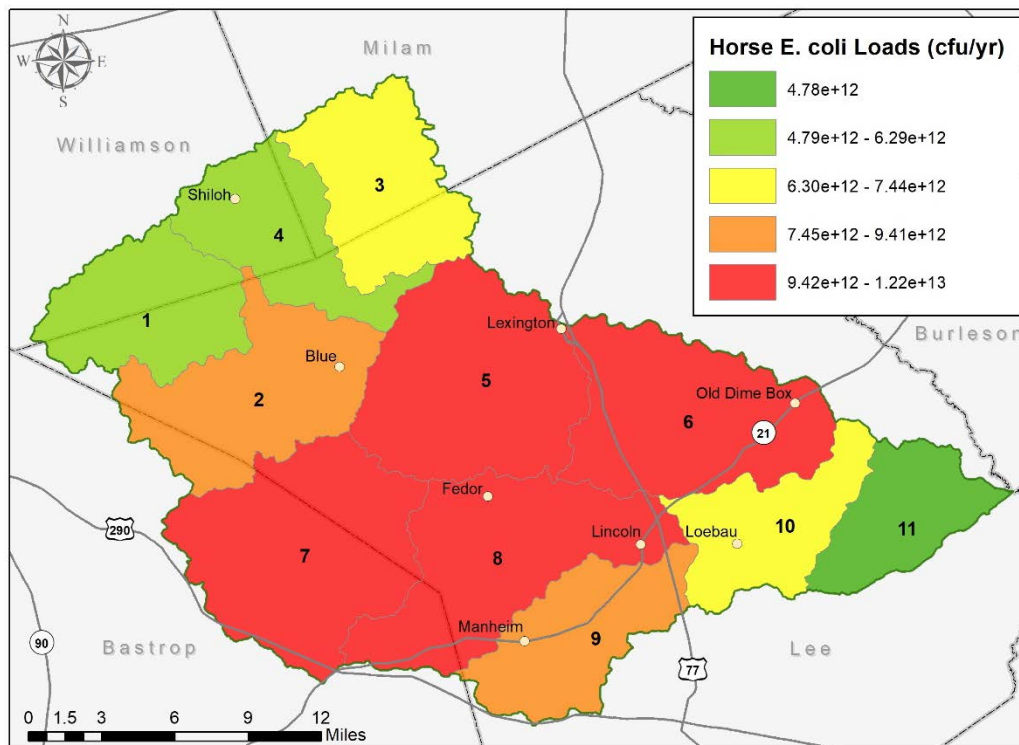 N
W E
S
Milam
Williamson
Burleson
Bastrop
Lee
Horse E. coli Loads (cfu/yr)
4.78e+12
4.79e+12 - 6.29e+12
6.30e+12 - 7.44e+12
7.45e+12 - 9.41e+12
9.42e+12 - 1.22e+13
Shiloh
3
4
1
Lexington
Blue
5
2
Old Dime Box
6
21
Fedor
290
Lincoln
Loebau
10
11
7
8
Manheim
9
90
77
0 1.5 3 6 9 12
Miles